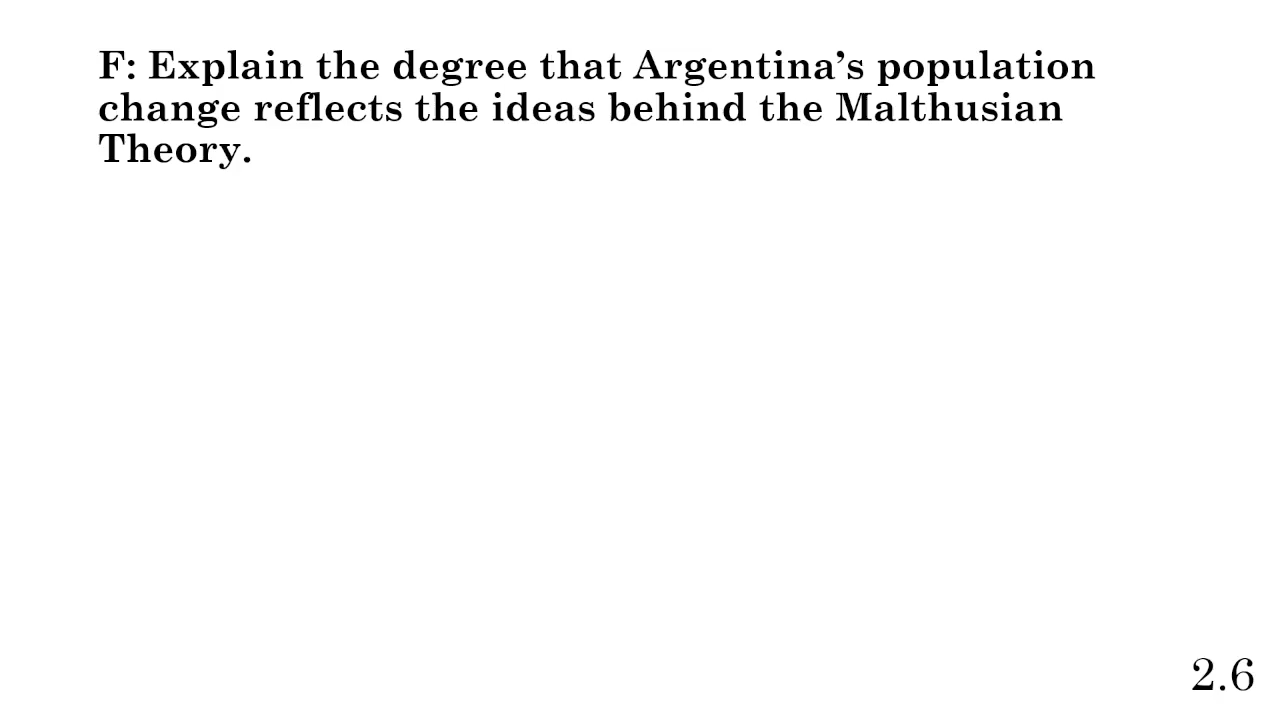 F: Explain the degree that Argentina’s population
change reflects the ideas behind the Malthusian
Theory.
2.6